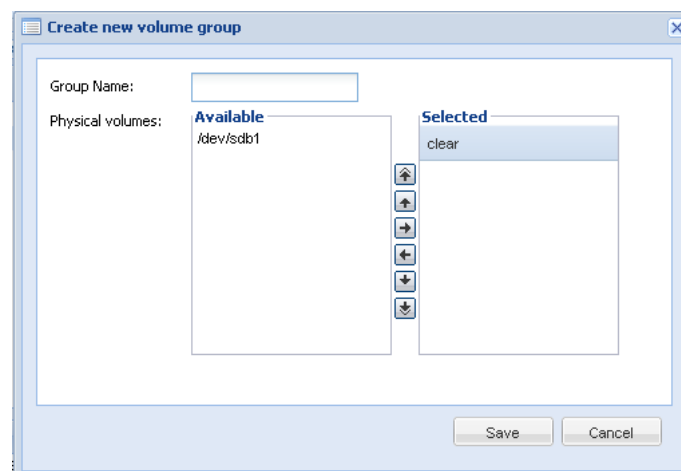 Create new volume group
Group Name:
Physical volumes:
Available
/dev/sdb1
Selected
clear
Save
Cancel